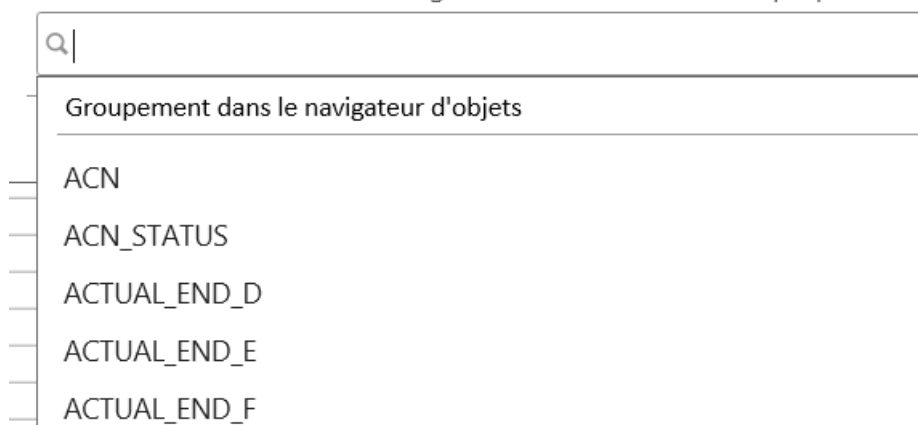 Groupement dans le navigateur d'objets
ACN
ACN_STATUS
ACTUAL_END_D
ACTUAL_END_E
ACTUAL_END_F